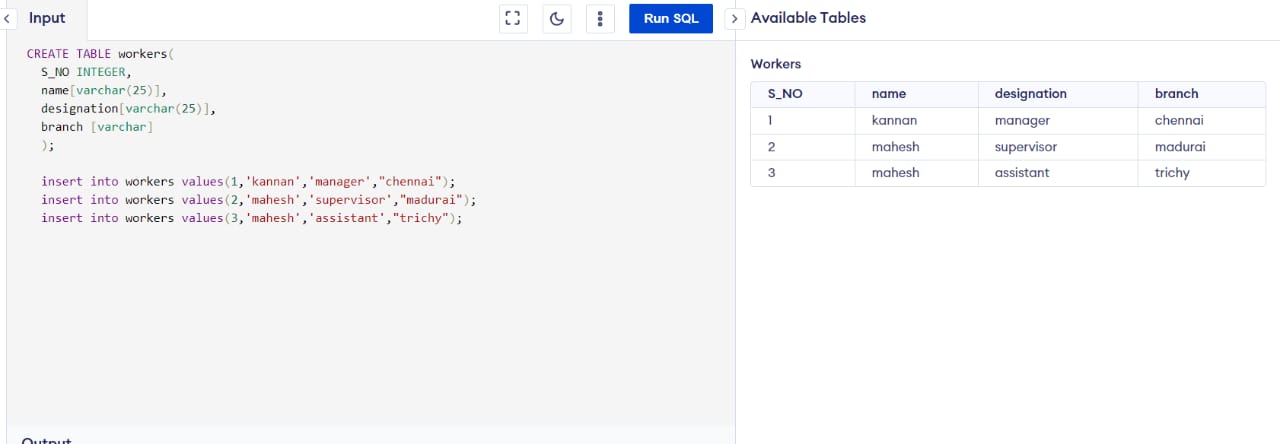 Input
Run SQL
CREATE TABLE workers(
S_NO INTEGER,
name[varchar(25)],
designation[varchar(25)],
branch [varchar]
);
insert into workers values(1,'kannan','manager',"chennai");
insert into workers values(2,'mahesh','supervisor',"madurai");
insert into workers values(3,'mahesh','assistant',"trichy");
Output
Available Tables
Workers
S_NO name designation branch
1 kannan manager chennai
2 mahesh supervisor madurai
3 mahesh assistant trichy